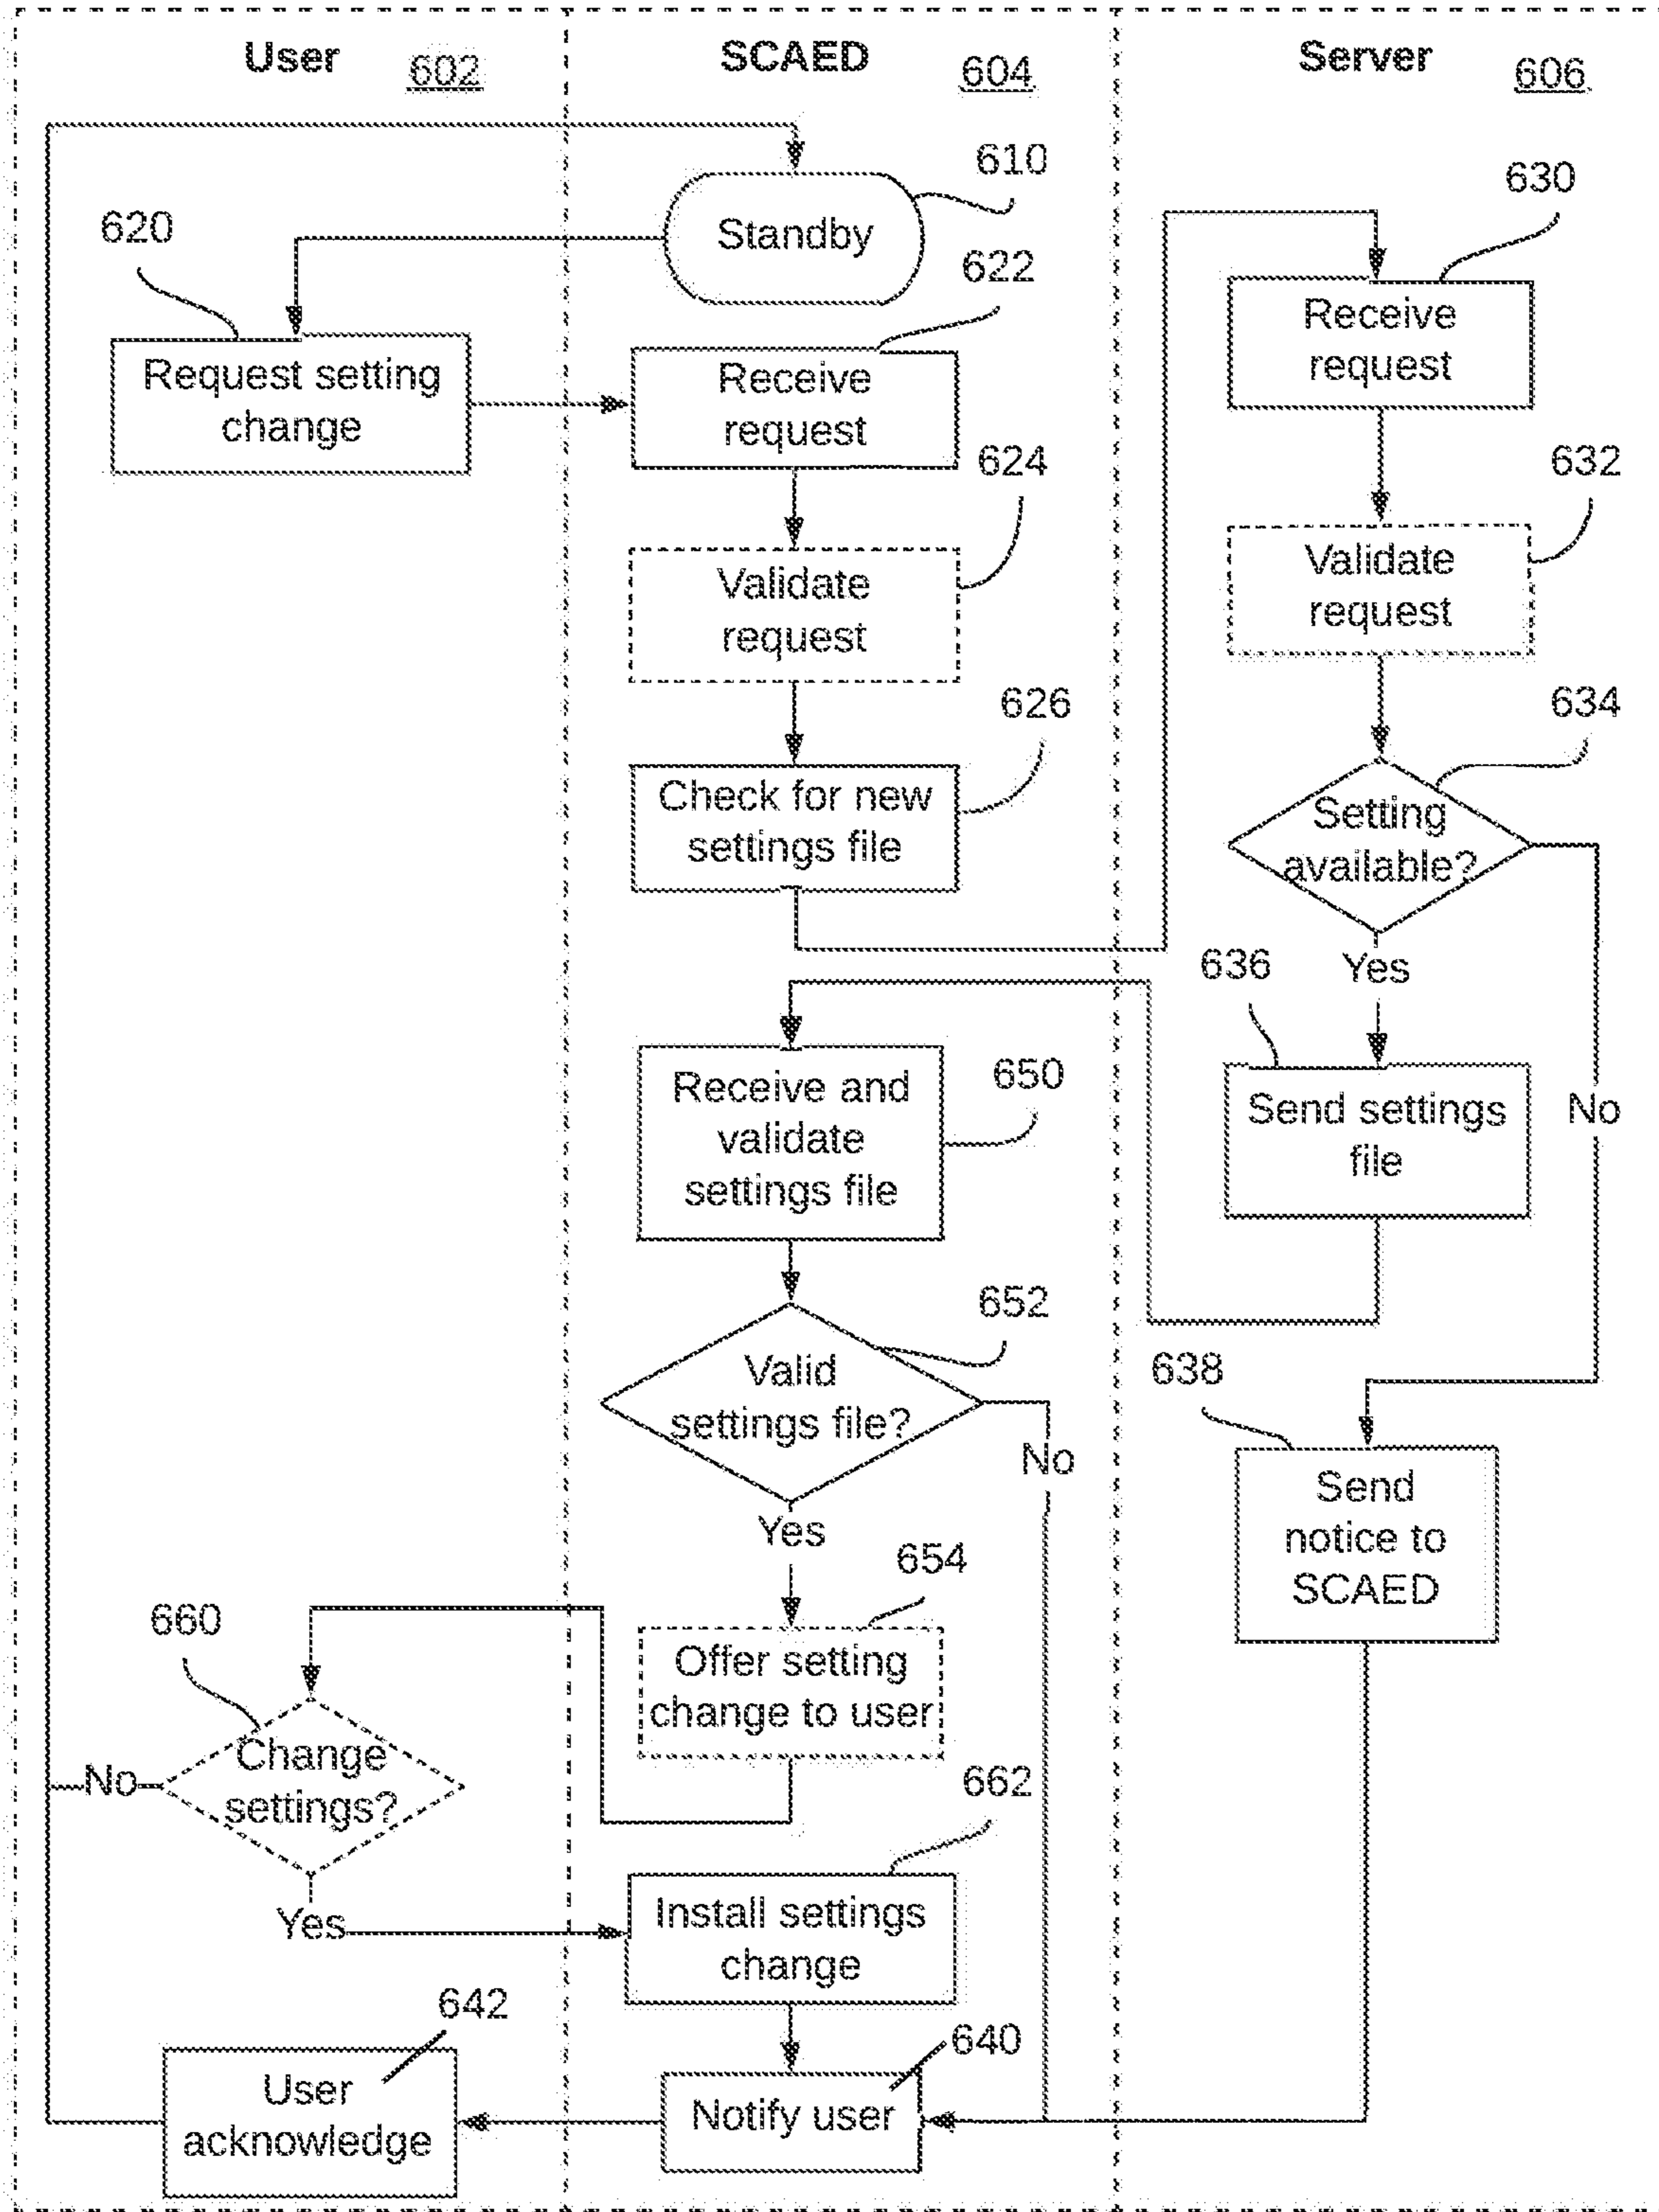 User 602
SCAED 604
Server 606
610
Standby
620
Request setting
change
622
Receive
request
624
Validate
request
626
Check for new
settings file
630
Receive
request
632
Validate
request
634
Setting
available?
Yes
No
636
Send settings
file
638
Send
notice to
SCAED
650
Receive and
validate
settings file
652
Valid
settings file?
No
Yes
654
Offer setting
change to user
660
Change
settings?
No
Yes
662
Install settings
change
640
Notify user
642
User
acknowledge